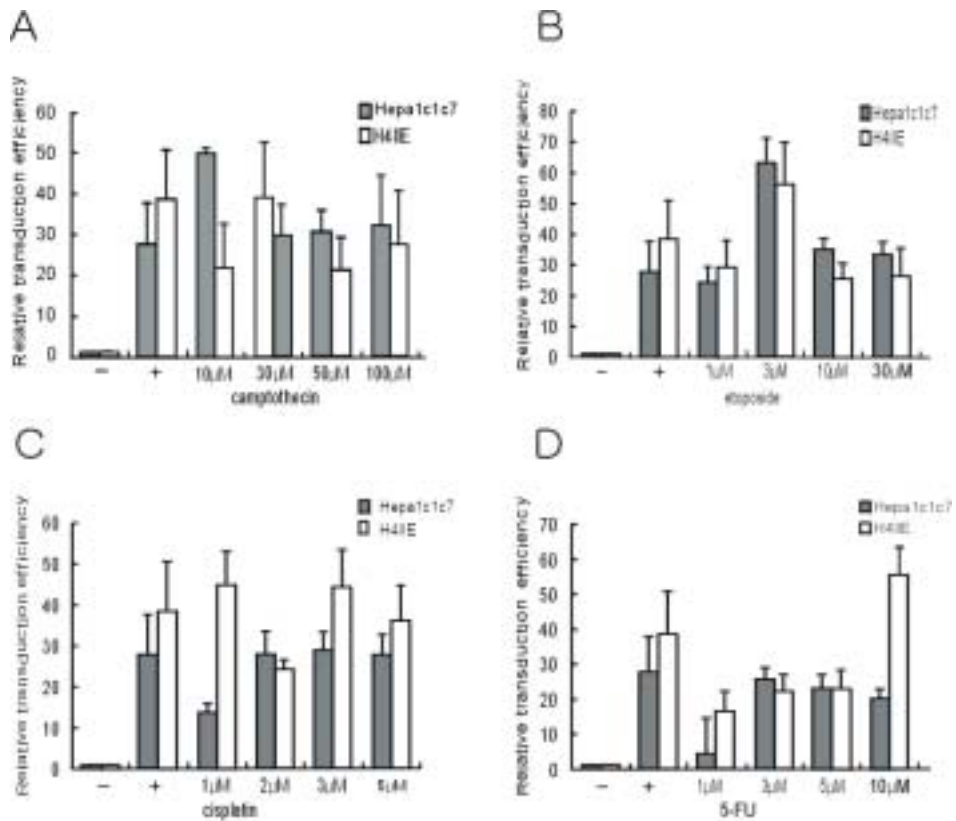 A
Relative transduction efficiency
60
50
40
30
20
10
0
Hepa1c1c7
H4IIE
− + 10μM 30μM 50μM 100μM
camptothecin
B
Relative transduction efficiency
80
70
60
50
40
30
20
10
0
Hepa1c1c7
H4IIE
− + 1μM 3μM 10μM 30μM
etoposide
C
Relative transduction efficiency
60
50
40
30
20
10
0
Hepa1c1c7
H4IIE
− + 1μM 2μM 3μM 5μM
cisplatin
D
Relative transduction efficiency
70
60
50
40
30
20
10
0
Hepa1c1c7
H4IIE
− + 1μM 3μM 5μM 10μM
5-FU